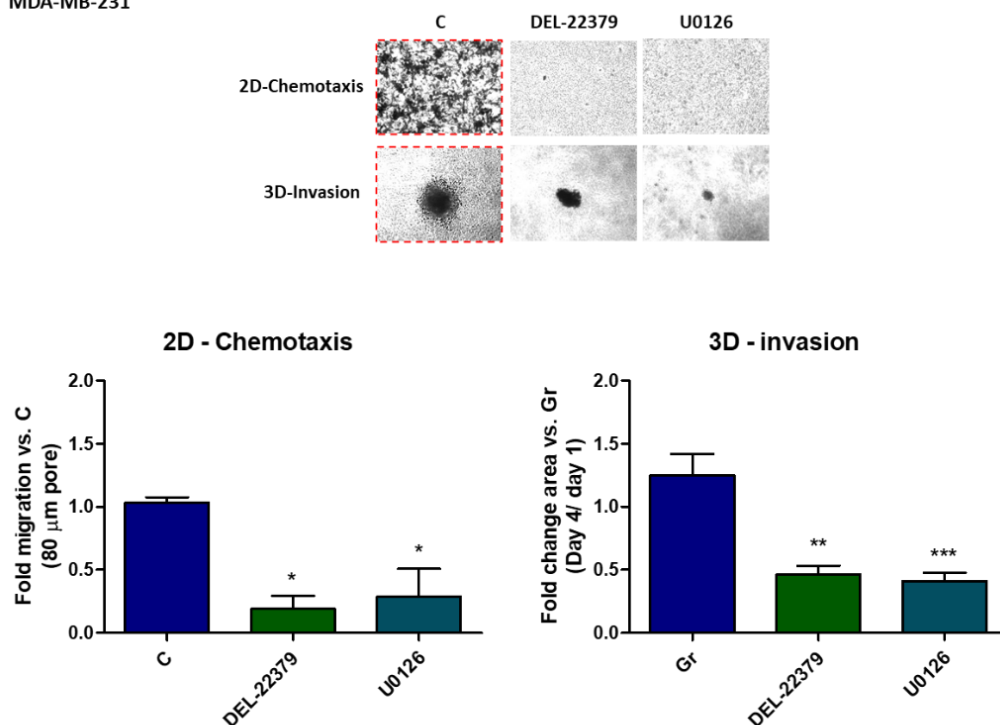 MDA-MB-231
C DEL-22379 U0126
2D-Chemotaxis
3D-Invasion
2D - Chemotaxis
Fold migration vs. C
(80 µm pore)
2.0
1.5
1.0
0.5
0.0
*
*
C
DEL-22379
U0126
3D - invasion
Fold change area vs. Gr
(Day 4/ day 1)
2.0
1.5
1.0
0.5
0.0
**
***
Gr
DEL-22379
U0126